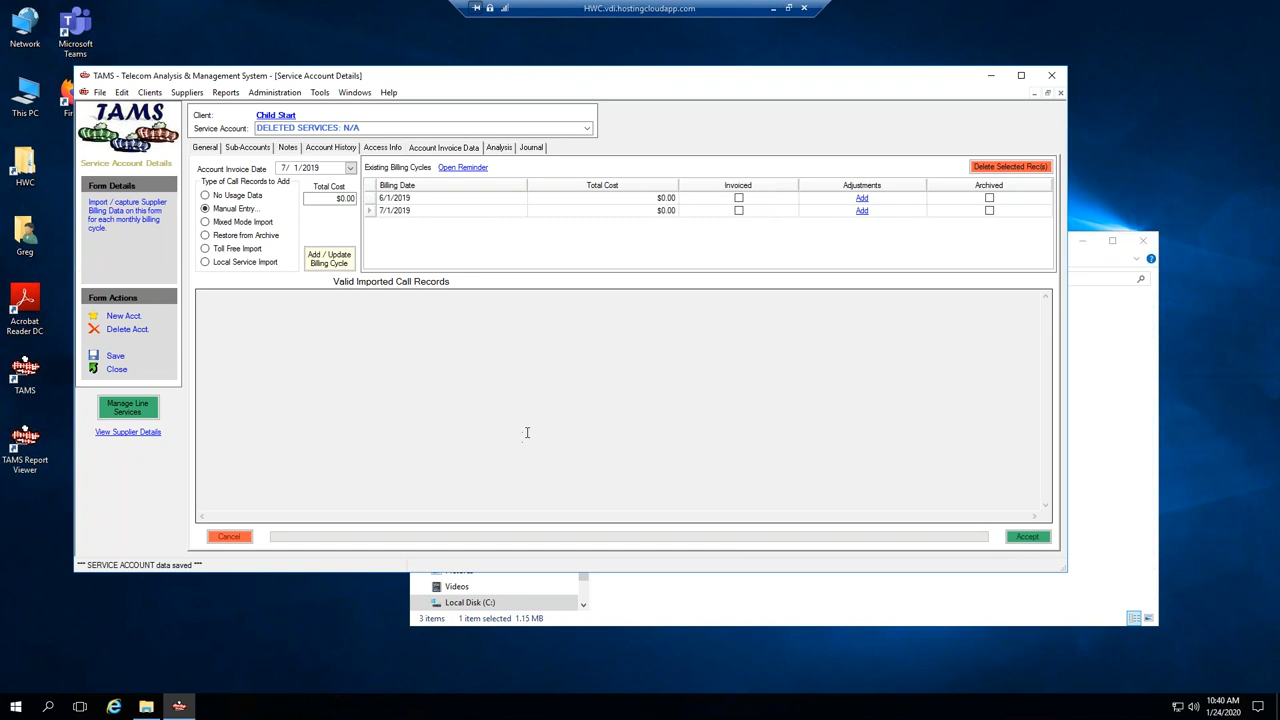 HWC.vdi.hostingcloudapp.com
Network
Microsoft
Teams
This PC
HWC
Greg
Acrobat
Reader DC
TAMS
TAMS Report
Viewer
TAMS - Telecom Analysis & Management System - [Service Account Details]
File Edit Clients Suppliers Reports Administration Tools Windows Help
TAMS
Service Account Details
Form Details
Import / capture Supplier
Billing Data on this form
for each monthly billing
cycle.
Form Actions
New Acct.
Delete Acct.
Save
Close
Manage Line
Services
View Supplier Details
Client: Child Start
Service Account: DELETED SERVICES: N/A
General Sub-Accounts Notes Account History Access Info Account Invoice Data Analysis Journal
Account Invoice Date 7/ 1/2019
Type of Call Records to Add
No Usage Data
Manual Entry...
Mixed Mode Import
Restore from Archive
Toll Free Import
Local Service Import
Total Cost
$0.00
Add / Update
Billing Cycle
Existing Billing Cycles Open Reminder Delete Selected Rec(s)
Billing Date Total Cost Invoiced Adjustments Archived
6/1/2019 $0.00 Add
7/1/2019 $0.00 Add
Valid Imported Call Records
Cancel Accept
*** SERVICE ACCOUNT data saved ***
Videos
Local Disk (C:)
3 items 1 item selected 1.15 MB
10:40 AM
1/24/2020